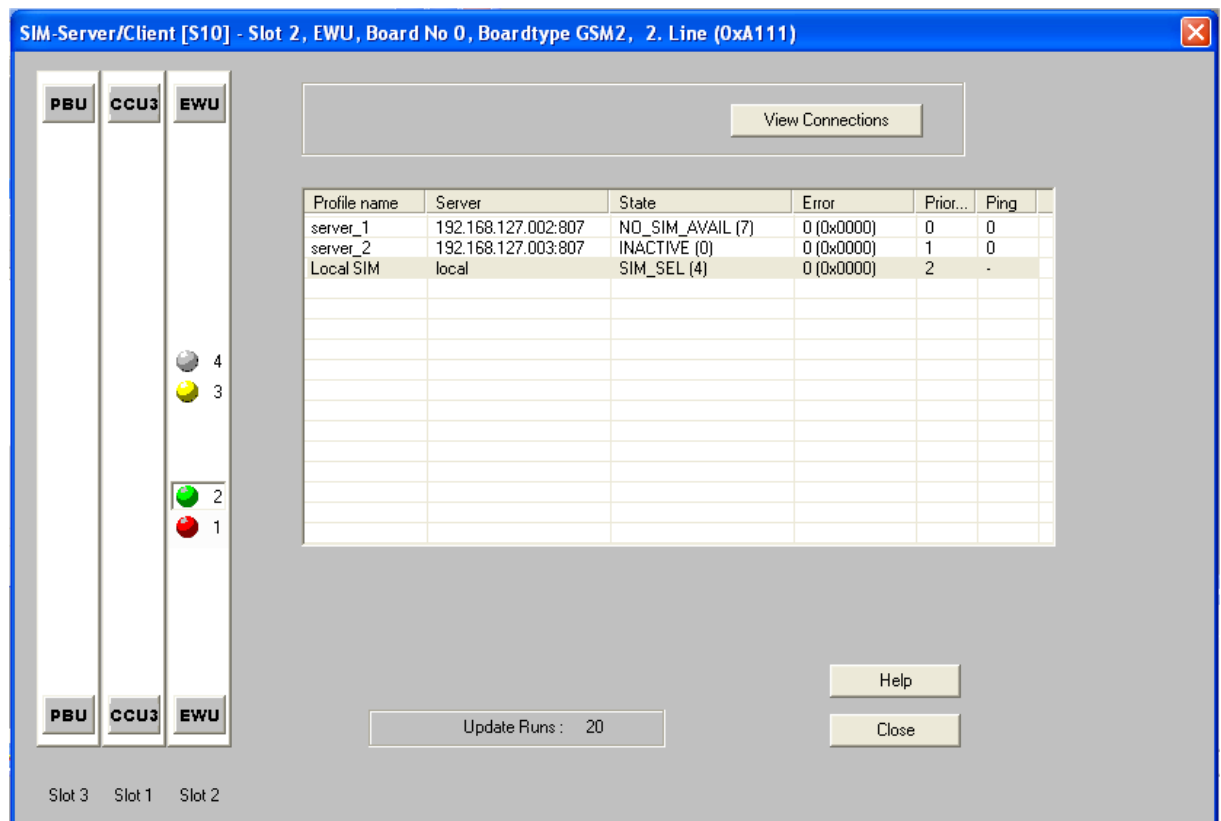 SIM-Server/Client [S10] - Slot 2, EWU, Board No 0, Boardtype GSM2, 2. Line (0xA111)
PBU CCU3 EWU
View Connections
Profile name Server State Error Prior... Ping
server_1 192.168.127.002:807 NO_SIM_AVAIL (7) 0 (0x0000) 0 0
server_2 192.168.127.003:807 INACTIVE (0) 0 (0x0000) 1 0
Local SIM local SIM_SEL (4) 0 (0x0000) 2 -
4
3
2
1
Help
PBU CCU3 EWU
Update Runs : 20
Close
Slot 3 Slot 1 Slot 2